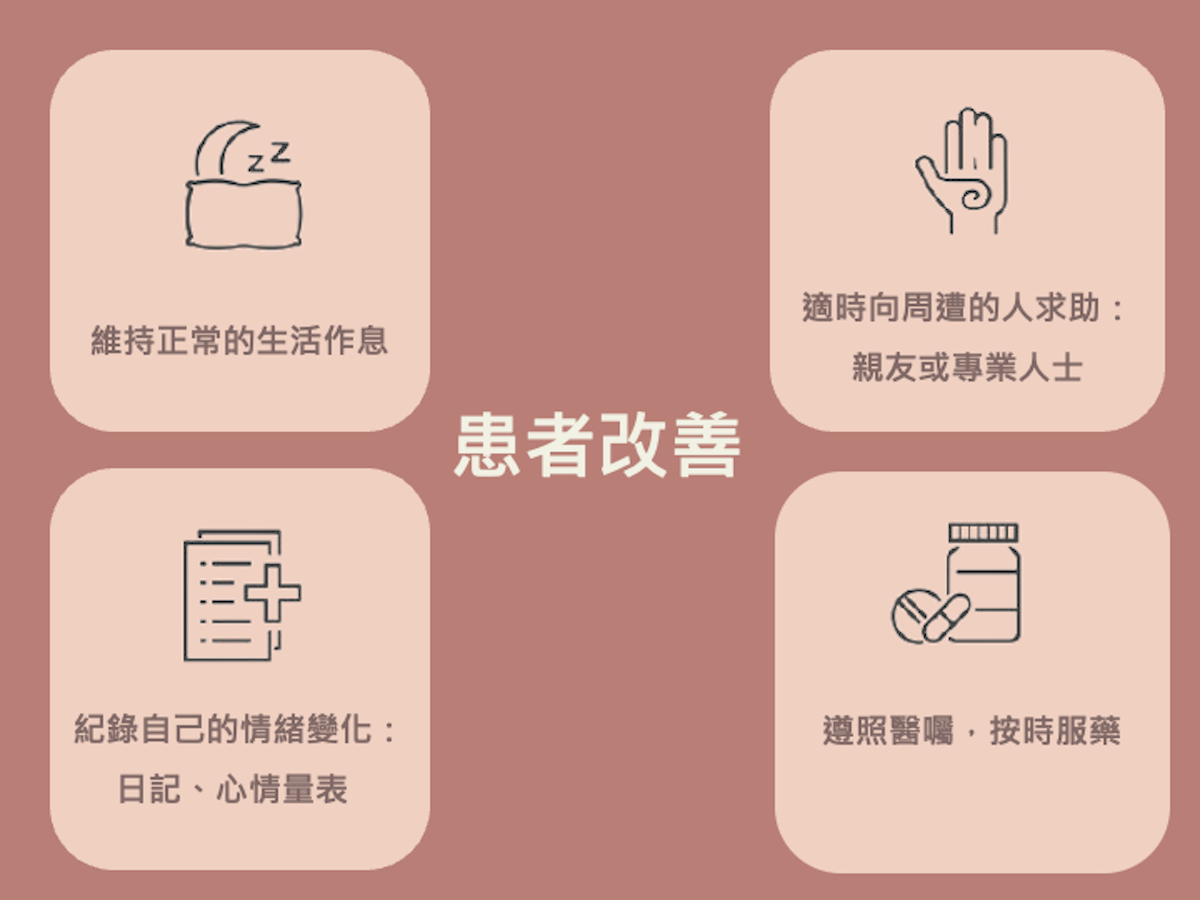 維持正常的生活作息
適時向周遭的人求助：
親友或專業人士
患者改善
紀錄自己的情緒變化：
日記、心情量表
遵照醫囑，按時服藥